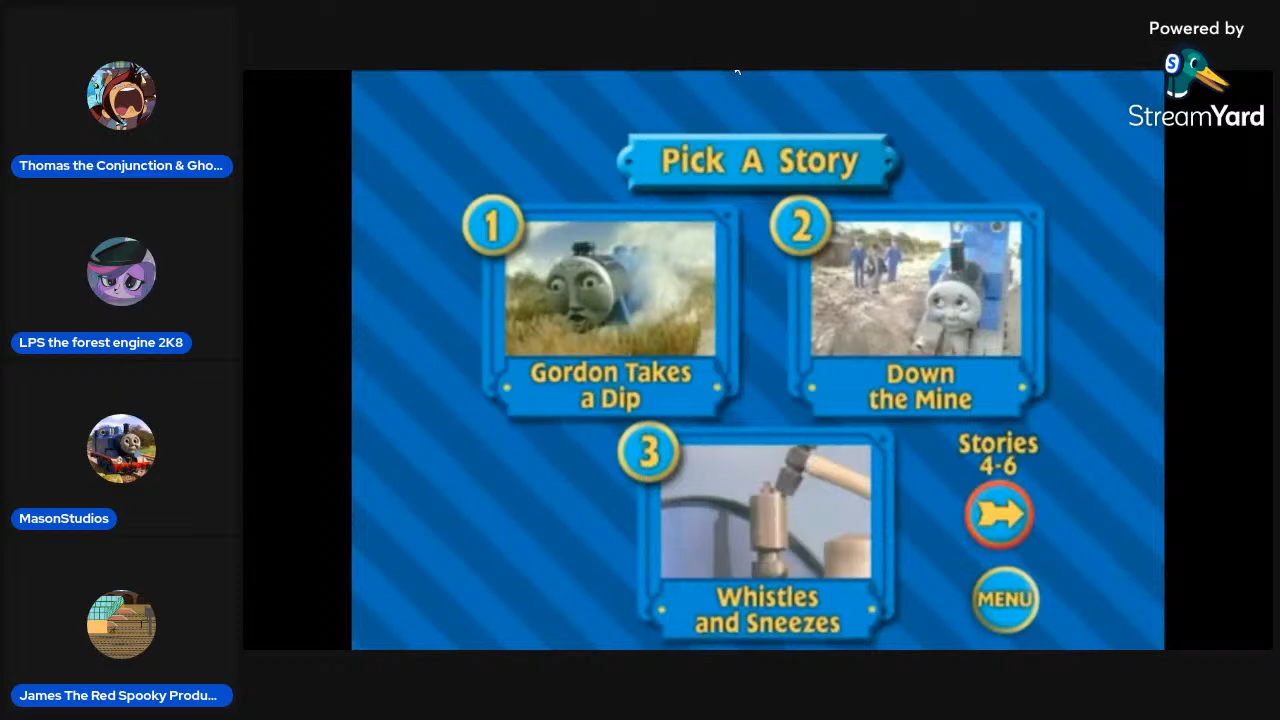 Powered by
S
StreamYard
Thomas the Conjunction & Gho...
LPS the forest engine 2K8
MasonStudios
James The Red Spooky Produ...
Pick A Story
1
Gordon Takes
a Dip
2
Down
the Mine
3
Whistles
and Sneezes
Stories
4-6
MENU